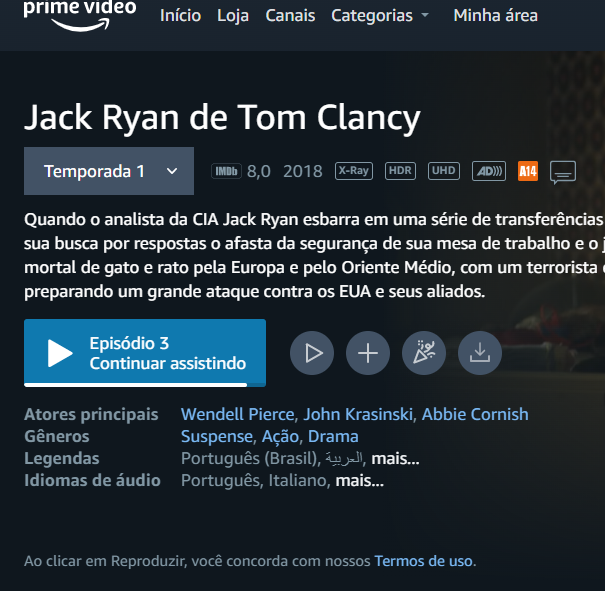 prime video
Início Loja Canais Categorias Minha área
Jack Ryan de Tom Clancy
Temporada 1 IMDb 8,0 2018 X-Ray HDR UHD AD))) A14
Quando o analista da CIA Jack Ryan esbarra em uma série de transferências
sua busca por respostas o afasta da segurança de sua mesa de trabalho e o
mortal de gato e rato pela Europa e pelo Oriente Médio, com um terrorista
preparando um grande ataque contra os EUA e seus aliados.
Episódio 3
Continuar assistindo
Atores principais Wendell Pierce, John Krasinski, Abbie Cornish
Gêneros Suspense, Ação, Drama
Legendas Português (Brasil), العربية, mais...
Idiomas de áudio Português, Italiano, mais...
Ao clicar em Reproduzir, você concorda com nossos Termos de uso.